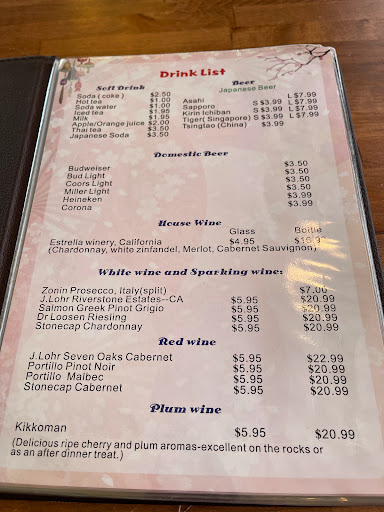 Drink List
Soft Drink
Soda ( coke ) $2.50
Hot tea $1.00
Soda water $1.00
Iced tea $1.95
Milk $1.95
Apple/Orange juice $2.00
Thai tea $3.50
Japanese Soda $3.50
Beer
Japanese Beer
Asahi S $3.99 L $7.99
Sapporo S $3.99 L $7.99
Kirin Ichiban S $3.99 L $7.99
Tiger( Singapore) S $3.99 L $7.99
Tsingtao (China) $3.99
Domestic Beer
Budweiser $3.50
Bud Light $3.50
Coors Light $3.50
Miller Light $3.50
Heineken $3.99
Corona $3.99
House Wine
Glass Bottle
Estrella winery, California $4.95
(Chardonnay, white zinfandel, Merlot, Cabernet Sauvignon)
White wine and Sparking wine:
Zonin Prosecco, Italy(split) $7.00
J.Lohr Riverstone Estates--CA $5.95 $20.99
Salmon Greek Pinot Grigio $5.95 $20.99
Dr Loosen Riesling $5.95 $20.99
Stonecap Chardonnay $5.95 $20.99
Red wine
J.Lohr Seven Oaks Cabernet $5.95 $22.99
Portillo Pinot Noir $5.95 $20.99
Portillo Malbec $5.95 $20.99
Stonecap Cabernet $5.95 $20.99
Plum wine
Kikkoman $5.95 $20.99
(Delicious ripe cherry and plum aromas-excellent on the rocks or
as an after dinner treat.)